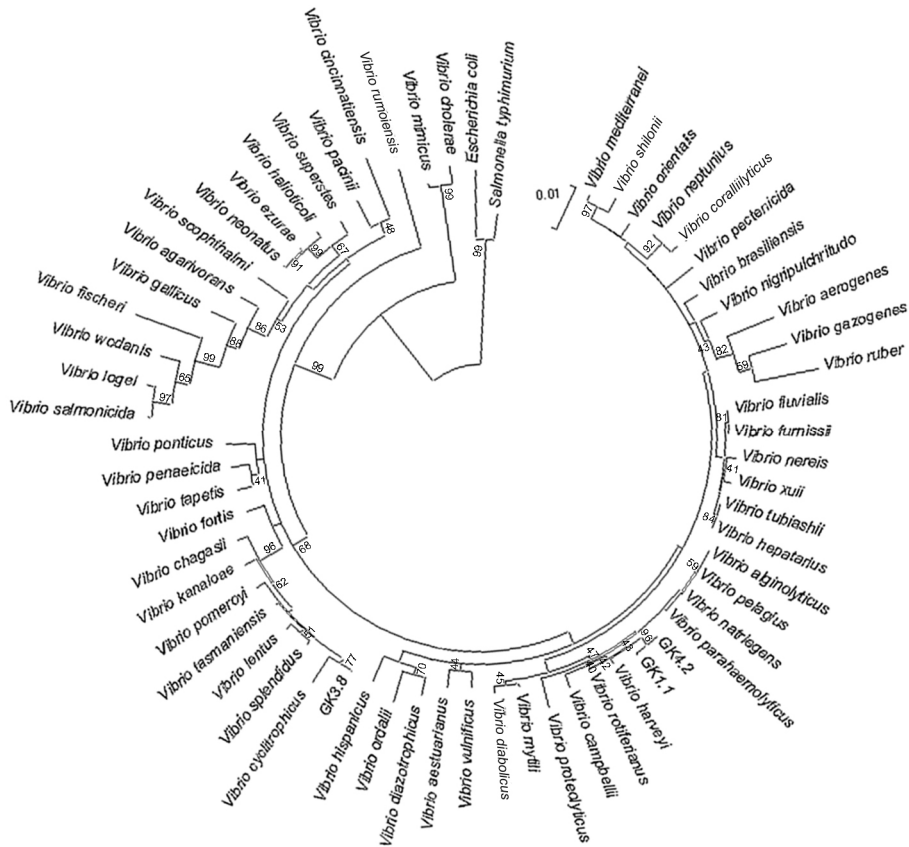 Vibrio cincinnatiensis
Vibrio rumoiensis
Vibrio mimicus
Vibrio cholerae
Escherichia coli
Salmonella typhimurium
0.01
Vibrio mediterranei
Vibrio shilonii
Vibrio orientalis
Vibrio neptunius
Vibrio coralliilyticus
Vibrio pectenicida
Vibrio brasiliensis
Vibrio nigripulchritudo
Vibrio aerogenes
Vibrio gazogenes
Vibrio ruber
Vibrio fluvialis
Vibrio furnissii
Vibrio nereis
Vibrio xuii
Vibrio tubiashii
Vibrio hepatarius
Vibrio alginolyticus
Vibrio pelagius
Vibrio natriegens
Vibrio parahaemolyticus
GK4.2
GK1.1
Vibrio harveyi
Vibrio rotiferianus
Vibrio campbellii
Vibrio proteolyticus
Vibrio mytili
Vibrio diabolicus
Vibrio vulnificus
Vibrio aestuarianus
Vibrio diazotrophicus
Vibrio ordalii
Vibrio hispanicus
GK3.8
Vibrio cyclitrophicus
Vibrio splendidus
Vibrio lentus
Vibrio tasmaniensis
Vibrio pomeroyi
Vibrio kanaloae
Vibrio chagasii
Vibrio fortis
Vibrio tapetis
Vibrio penaeicida
Vibrio ponticus
Vibrio salmonicida
Vibrio logei
Vibrio wodanis
Vibrio fischeri
Vibrio gallicus
Vibrio agarivorans
Vibrio scophthalmi
Vibrio neonatus
Vibrio ezurae
Vibrio halioticoli
Vibrio superstes
Vibrio pacinii
99
99
97
92
43
82
59
81
41
84
59
96
48
47
45
44
70
77
62
96
41
68
97
65
99
88
86
53
91
99
67
48
99